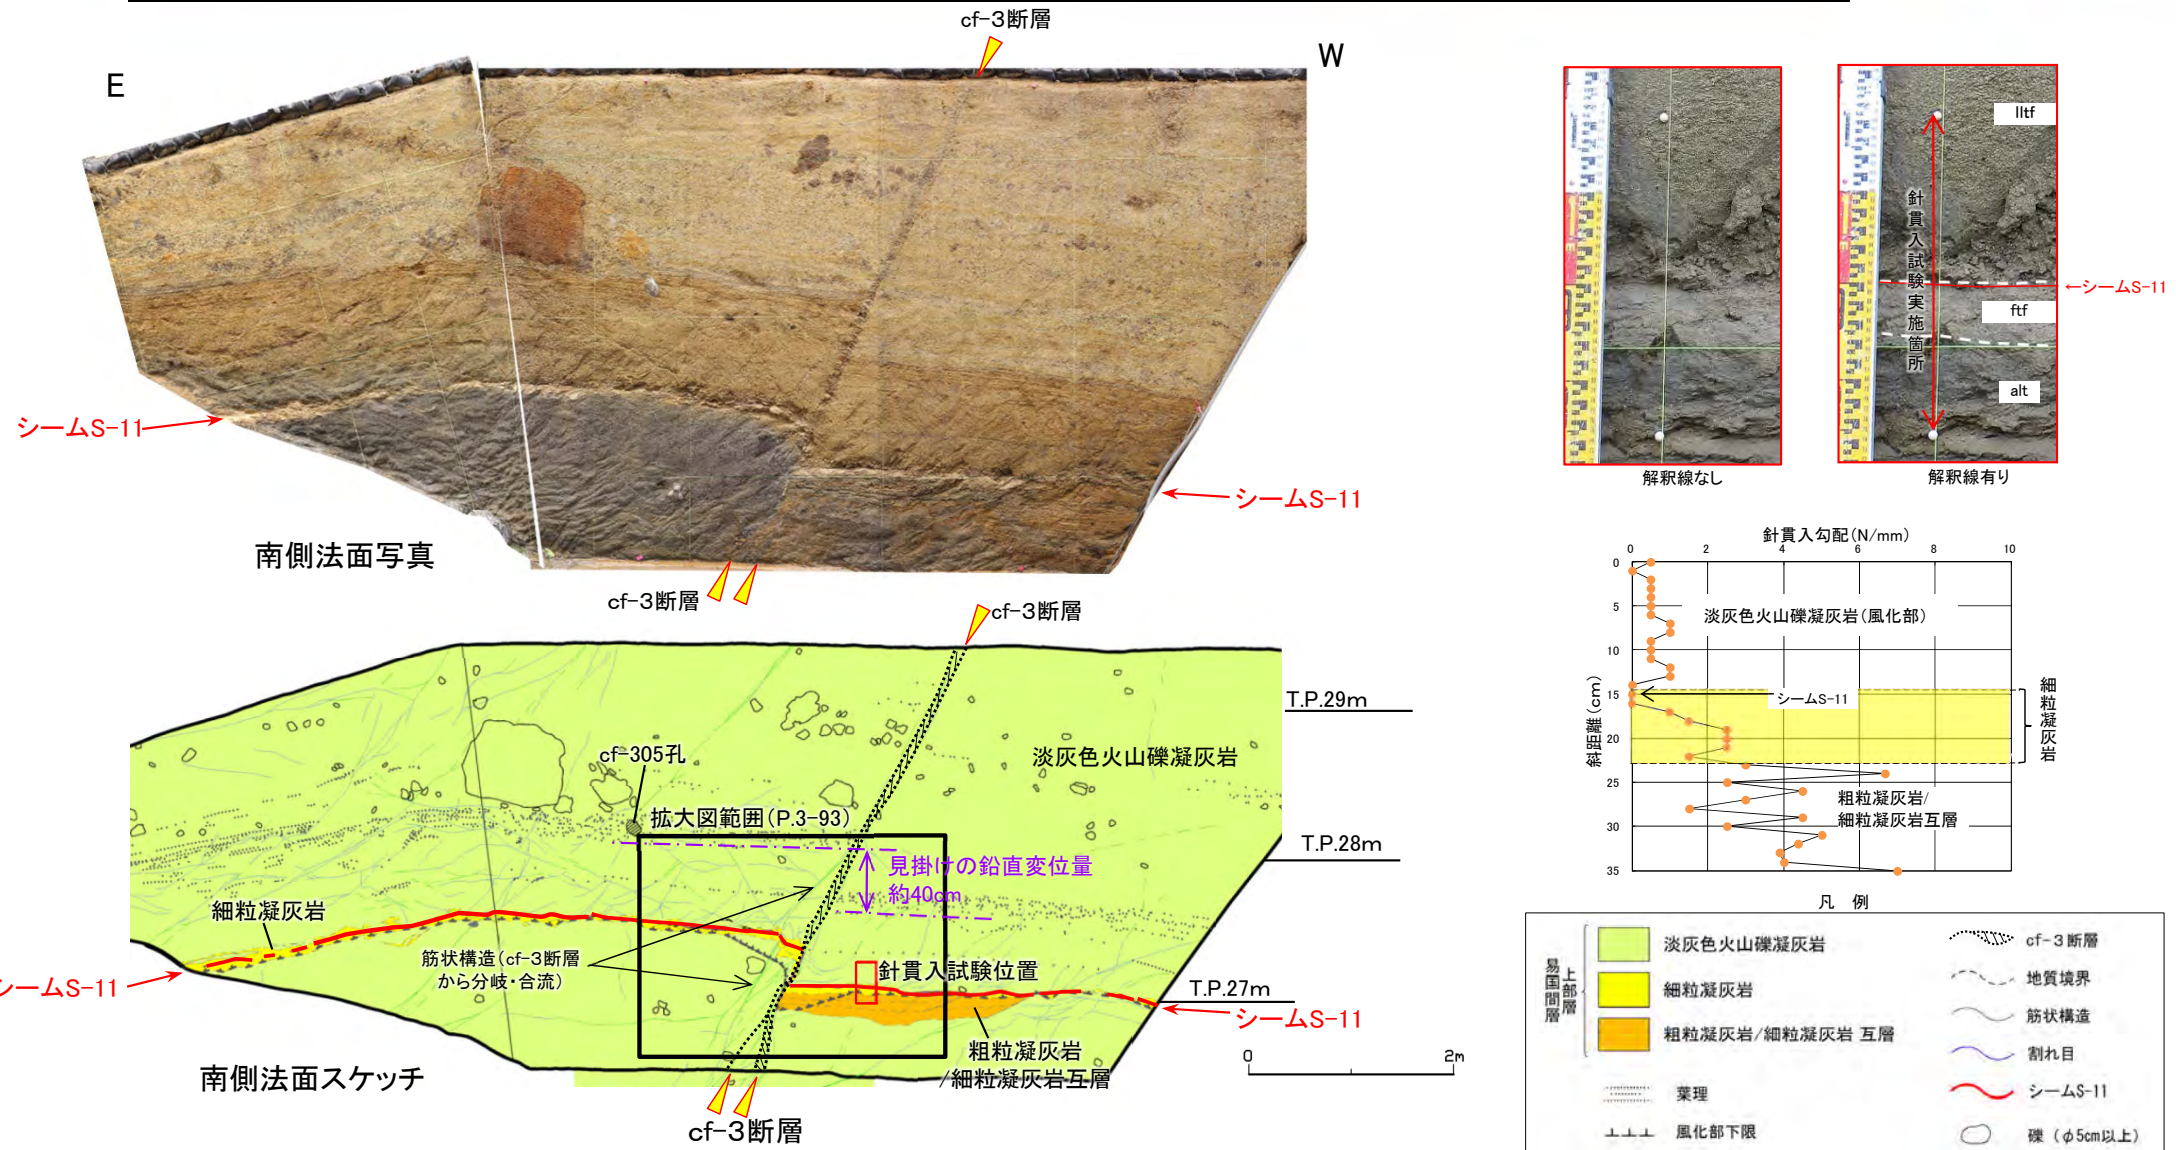 cf-3断層
E
W
シームS-11
シームS-11
南側法面写真
cf-3断層
cf-3断層
T.P.29m
cf-305孔
淡灰色火山礫凝灰岩
拡大図範囲(P.3-93)
T.P.28m
見掛けの鉛直変位量
約40cm
細粒凝灰岩
筋状構造(cf-3断層
から分岐・合流)
針貫入試験位置
シームS-11
T.P.27m
シームS-11
粗粒凝灰岩
/細粒凝灰岩互層
0 2m
南側法面スケッチ
cf-3断層
lltf
針貫入試験実施箇所
←シームS-11
ftf
alt
解釈線なし
解釈線有り
針貫入勾配(N/mm)
0 2 4 6 8 10
斜距離(cm)
0
5
10
15
20
25
30
35
淡灰色火山礫凝灰岩(風化部)
シームS-11
細粒凝灰岩
粗粒凝灰岩/
細粒凝灰岩互層
凡 例
易国間層
上部層
淡灰色火山礫凝灰岩
細粒凝灰岩
粗粒凝灰岩/細粒凝灰岩 互層
葉理
風化部下限
cf-3断層
地質境界
筋状構造
割れ目
シームS-11
礫 (φ5cm以上)